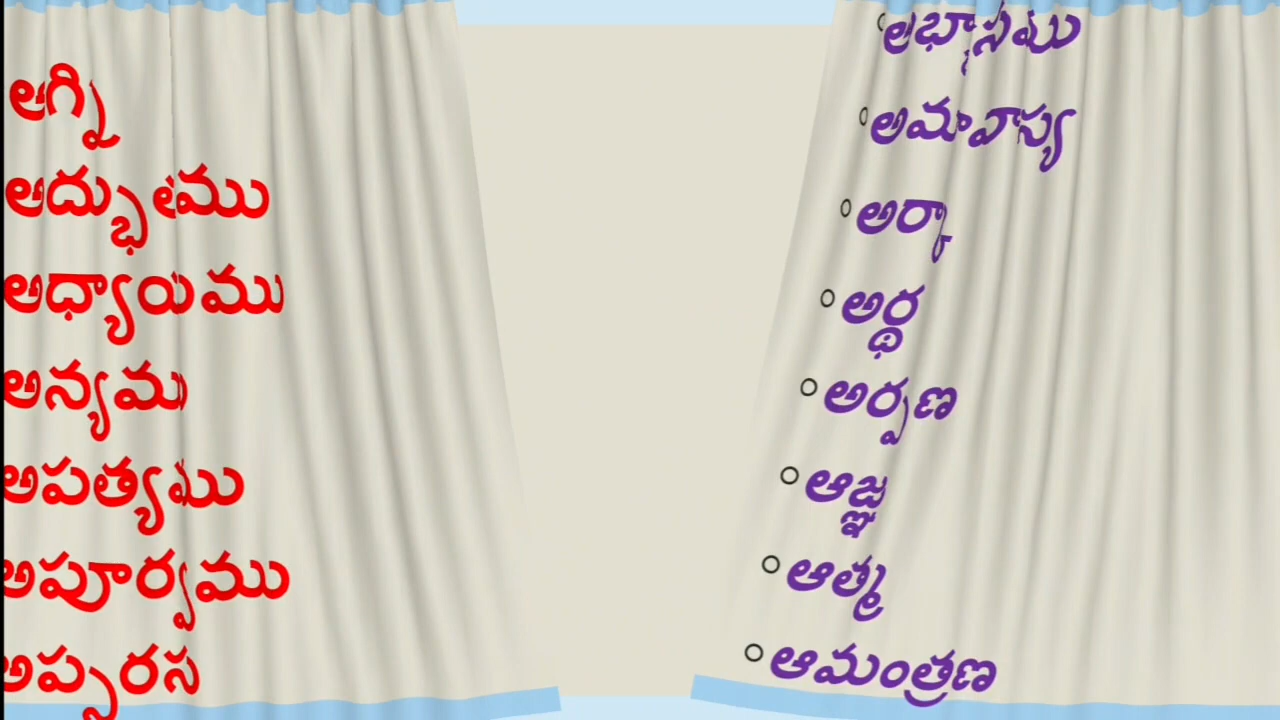 అగ్ని
అద్భుతము
అధ్యాయము
అన్యము
అపత్యము
అపూర్వము
అప్సరస
అభ్యాసము
అమావాస్య
అర్కా
అర్థ
అర్పణ
ఆజ్ఞ
ఆత్మ
ఆమంత్రణ